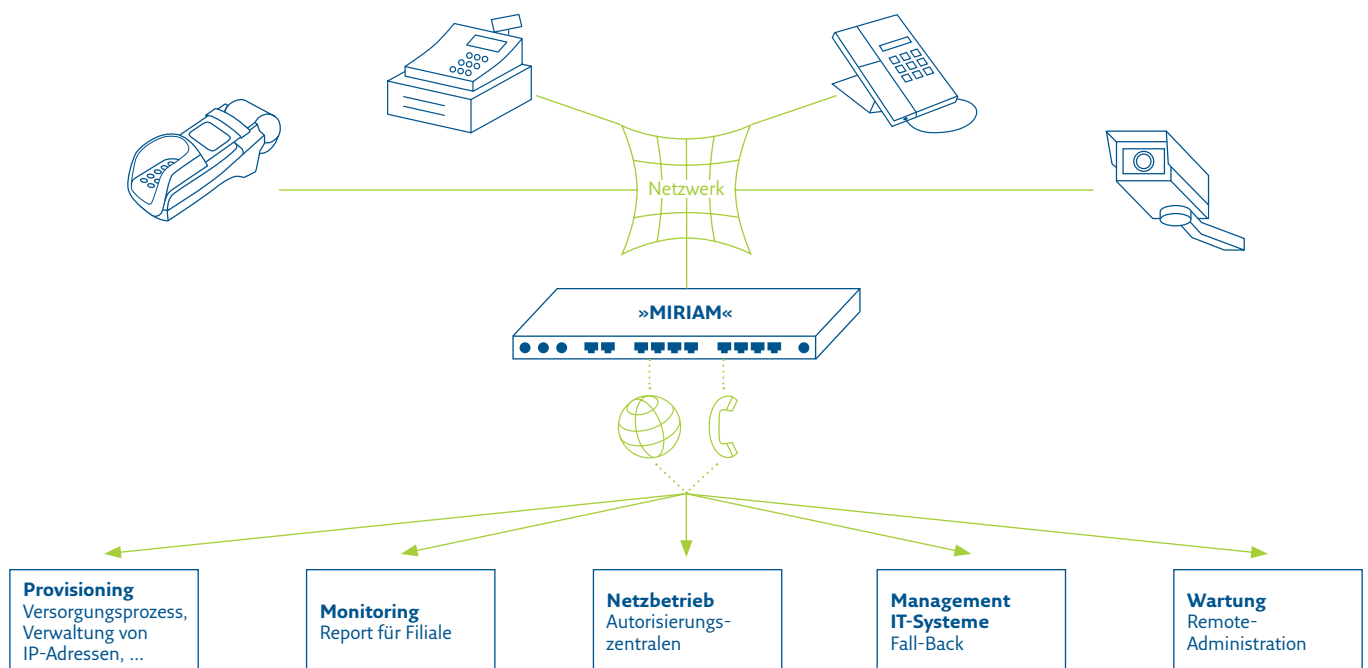 Netzwerk
»MIRIAM«
Provisioning
Versorgungsprozess,
Verwaltung von
IP-Adressen, ...
Monitoring
Report für Filiale
Netzbetrieb
Autorisierungs-
zentralen
Management
IT-Systeme
Fall-Back
Wartung
Remote-
Administration